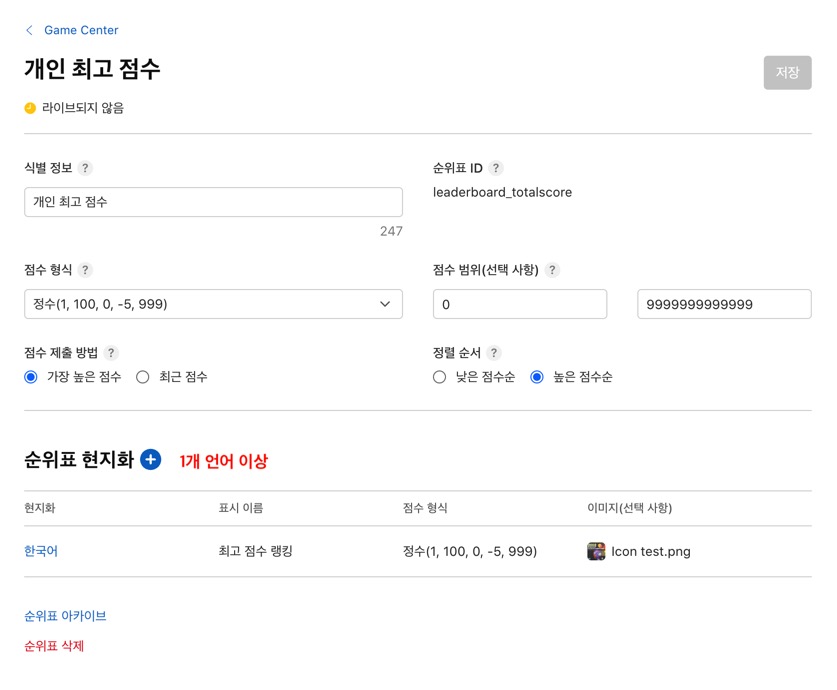 Game Center
개인 최고 점수
저장
라이브되지 않음
식별 정보 ?
순위표 ID ?
개인 최고 점수
leaderboard_totalscore
247
점수 형식 ?
점수 범위(선택 사항) ?
정수(1, 100, 0, -5, 999)
0
9999999999999
점수 제출 방법 ?
정렬 순서 ?
가장 높은 점수 최근 점수
낮은 점수순 높은 점수순
순위표 현지화 1개 언어 이상
현지화 표시 이름 점수 형식 이미지(선택 사항)
한국어 최고 점수 랭킹 정수(1, 100, 0, -5, 999) Icon test.png
순위표 아카이브
순위표 삭제